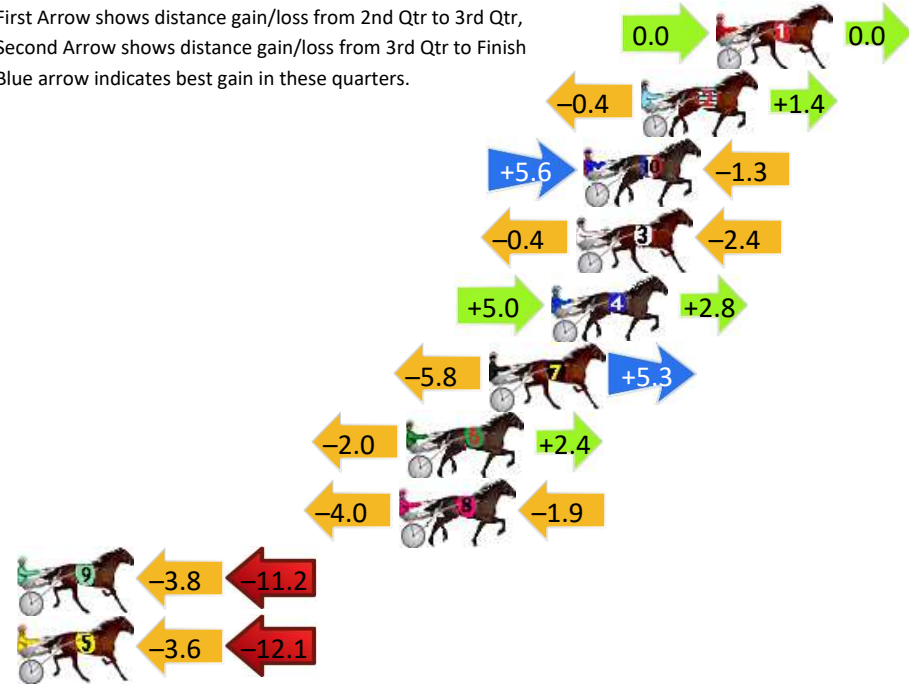 First Arrow shows distance gain/loss from 2nd Qtr to 3rd Qtr,
Second Arrow shows distance gain/loss from 3rd Qtr to Finish
Blue arrow indicates best gain in these quarters.
0.0 1 0.0
–0.4 +1.4
+5.6 10 –1.3
–0.4 3 –2.4
+5.0 4 +2.8
–5.8 7 +5.3
–2.0 6 +2.4
–4.0 8 –1.9
9 –3.8 –11.2
5 –3.6 –12.1